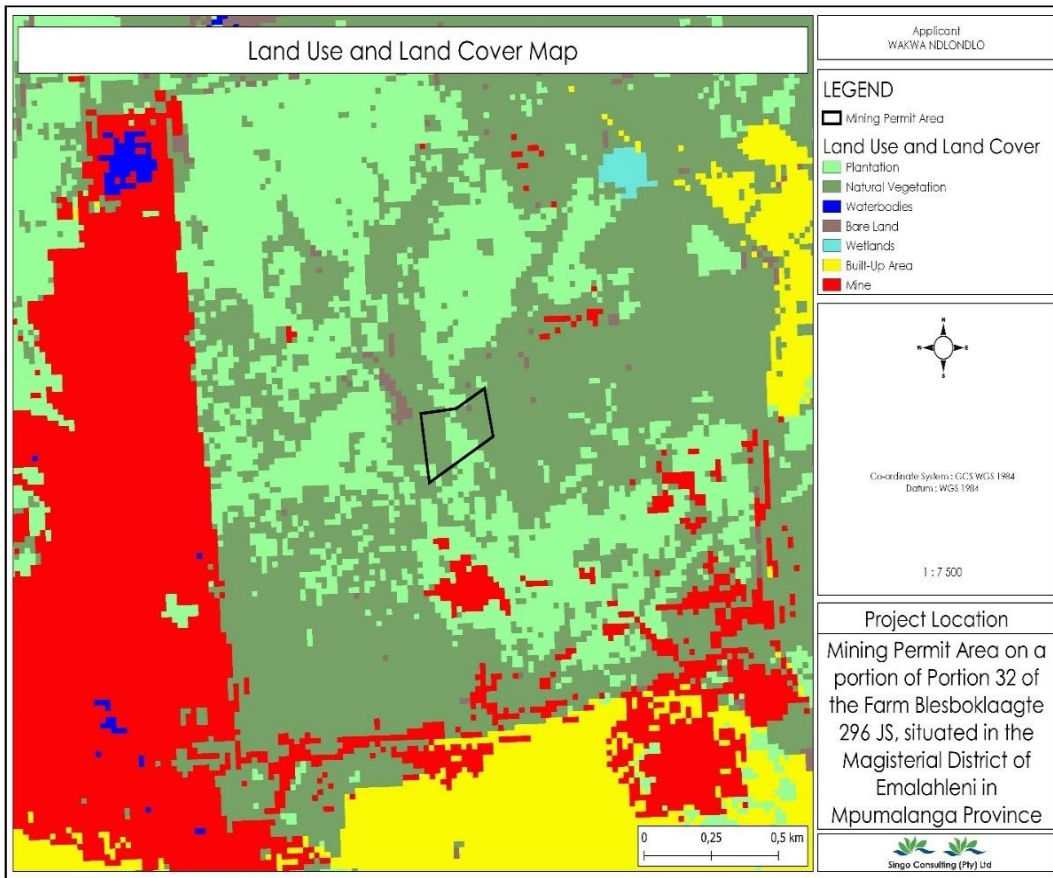 Land Use and Land Cover Map
Applicant
WAKWA NDLONDLO
LEGEND
Mining Permit Area
Land Use and Land Cover
Plantation
Natural Vegetation
Waterbodies
Bare Land
Wetlands
Built-Up Area
Mine
N
W
E
S
Co-ordinate System : GCS WGS 1984
Datum : WGS 1984
1 : 7 500
Project Location
Mining Permit Area on a
portion of Portion 32 of
the Farm Blesboklaagte
296 JS, situated in the
Magisterial District of
Emalahleni in
Mpumalanga Province
0 0,25 0,5 km
Singo Consulting (Pty) Ltd